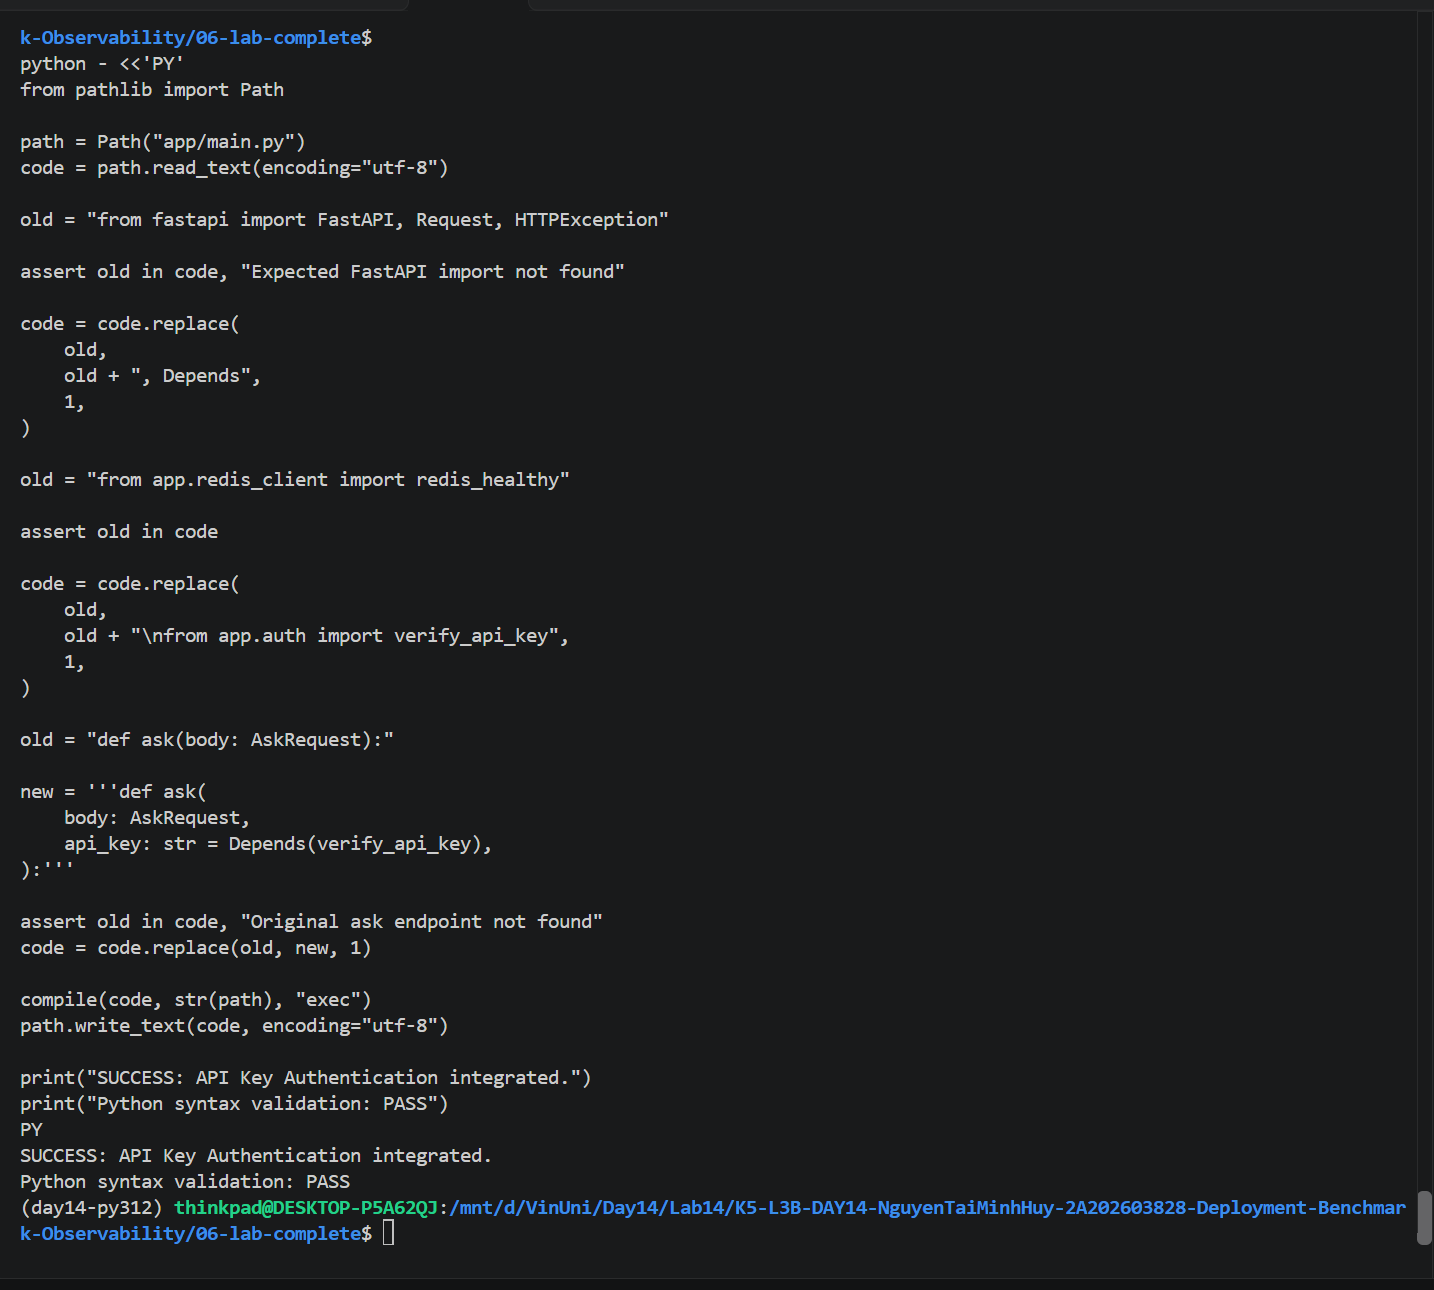 k-Observability/06-lab-complete$
python - <<'PY'
from pathlib import Path

path = Path("app/main.py")
code = path.read_text(encoding="utf-8")

old = "from fastapi import FastAPI, Request, HTTPException"

assert old in code, "Expected FastAPI import not found"

code = code.replace(
    old,
    old + ", Depends",
    1,
)

old = "from app.redis_client import redis_healthy"

assert old in code

code = code.replace(
    old,
    old + "\nfrom app.auth import verify_api_key",
    1,
)

old = "def ask(body: AskRequest):"

new = '''def ask(
    body: AskRequest,
    api_key: str = Depends(verify_api_key),
):'''

assert old in code, "Original ask endpoint not found"
code = code.replace(old, new, 1)

compile(code, str(path), "exec")
path.write_text(code, encoding="utf-8")

print("SUCCESS: API Key Authentication integrated.")
print("Python syntax validation: PASS")
PY
SUCCESS: API Key Authentication integrated.
Python syntax validation: PASS
(day14-py312) thinkpad@DESKTOP-P5A62QJ:/mnt/d/VinUni/Day14/Lab14/K5-L3B-DAY14-NguyenTaiMinhHuy-2A202603828-Deployment-Benchmar
k-Observability/06-lab-complete$